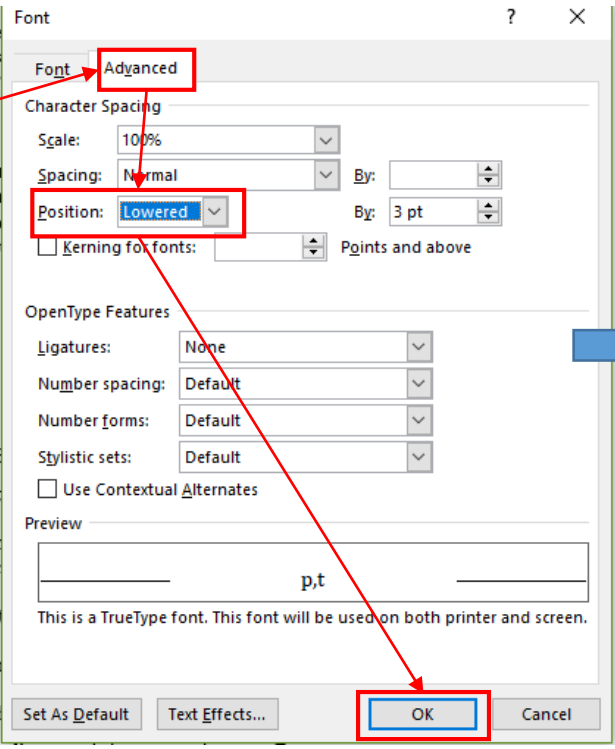 Font ? ×
Font Advanced
Character Spacing
Scale: 100%
Spacing: Normal By:
Position: Lowered By: 3 pt
Kerning for fonts: Points and above
OpenType Features
Ligatures: None
Number spacing: Default
Number forms: Default
Stylistic sets: Default
Use Contextual Alternates
Preview
p,t
This is a TrueType font. This font will be used on both printer and screen.
Set As Default Text Effects... OK Cancel